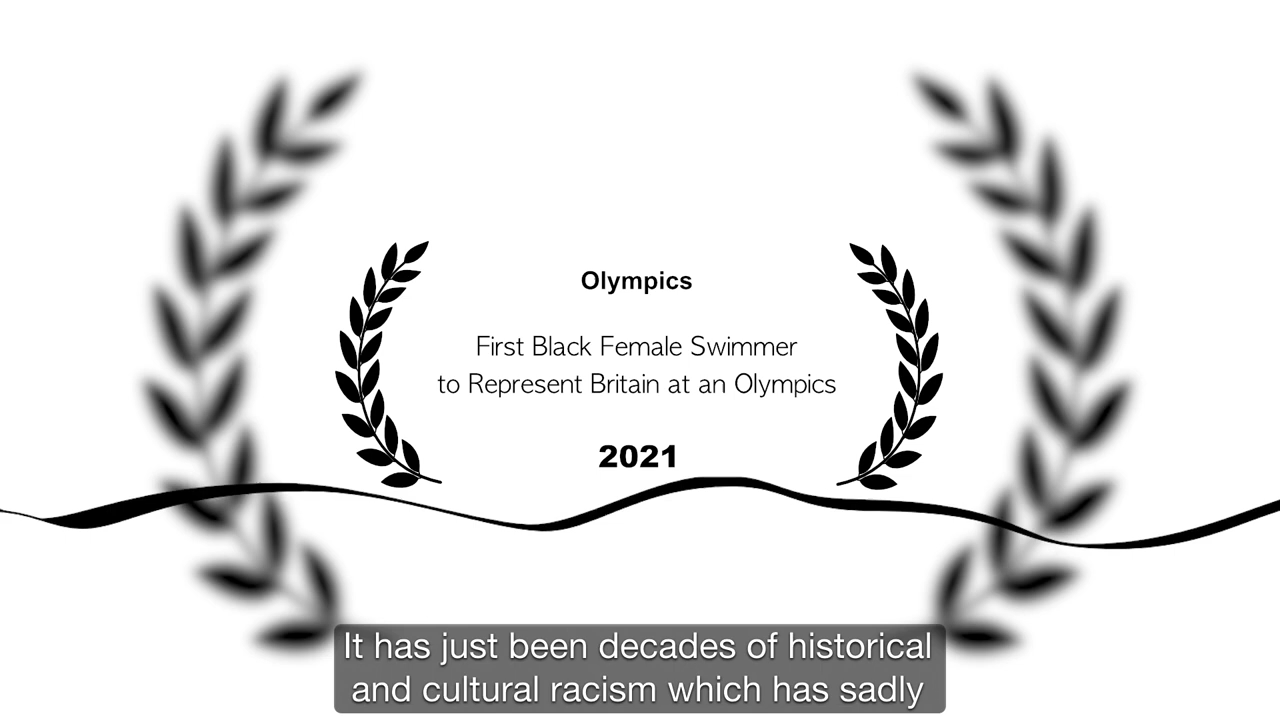 Olympics
First Black Female Swimmer
to Represent Britain at an Olympics
2021
It has just been decades of historical
and cultural racism which has sadly